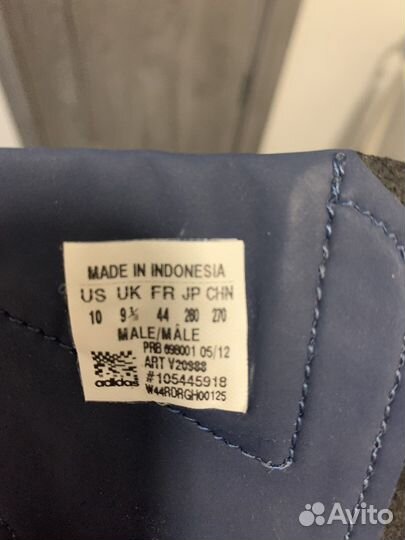 MADE IN INDONESIA
US UK FR JP CHN
10 9½ 44 280 270
MALE/MÂLE
PRB 698001 05/12
ART V20988
adidas #105445918
W44RDRGH00125
Avito